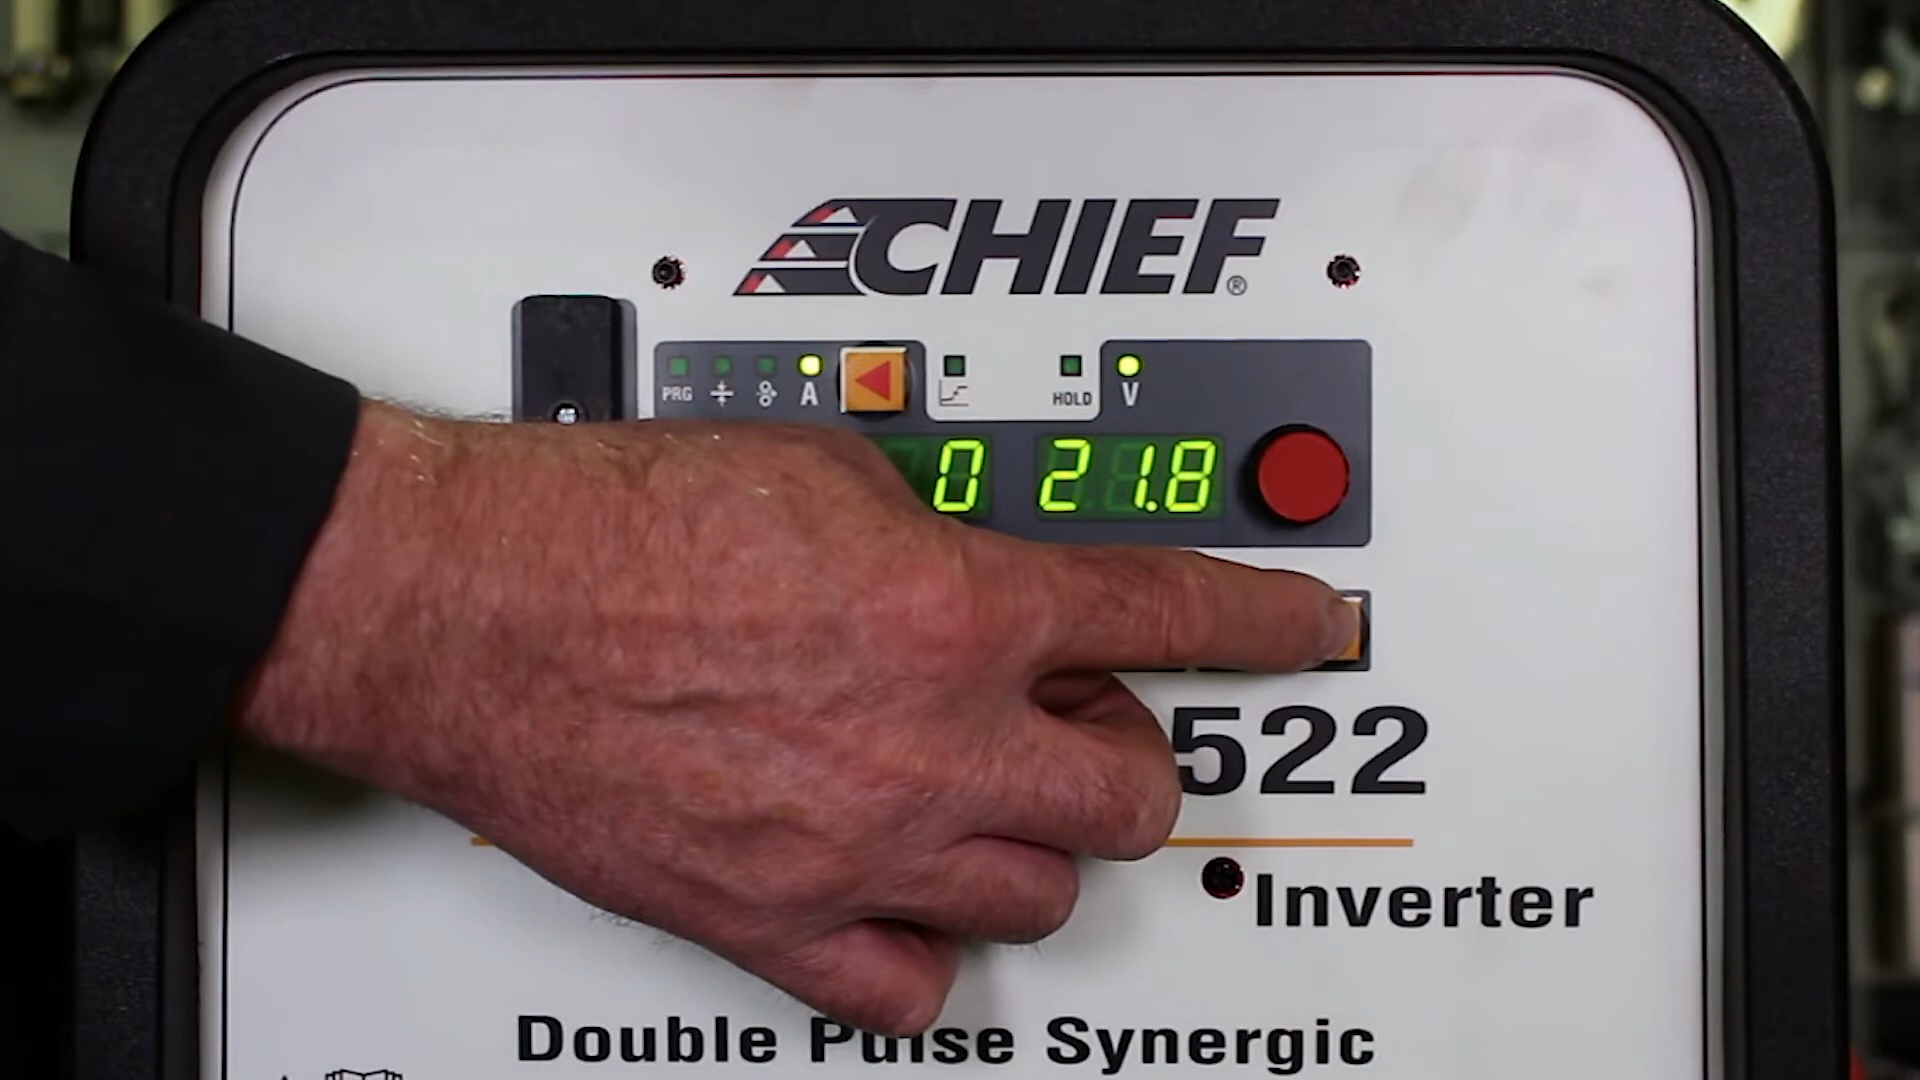 CHIEF®
PRG A HOLD V
0 21.8
522
Inverter
Double Pulse Synergic